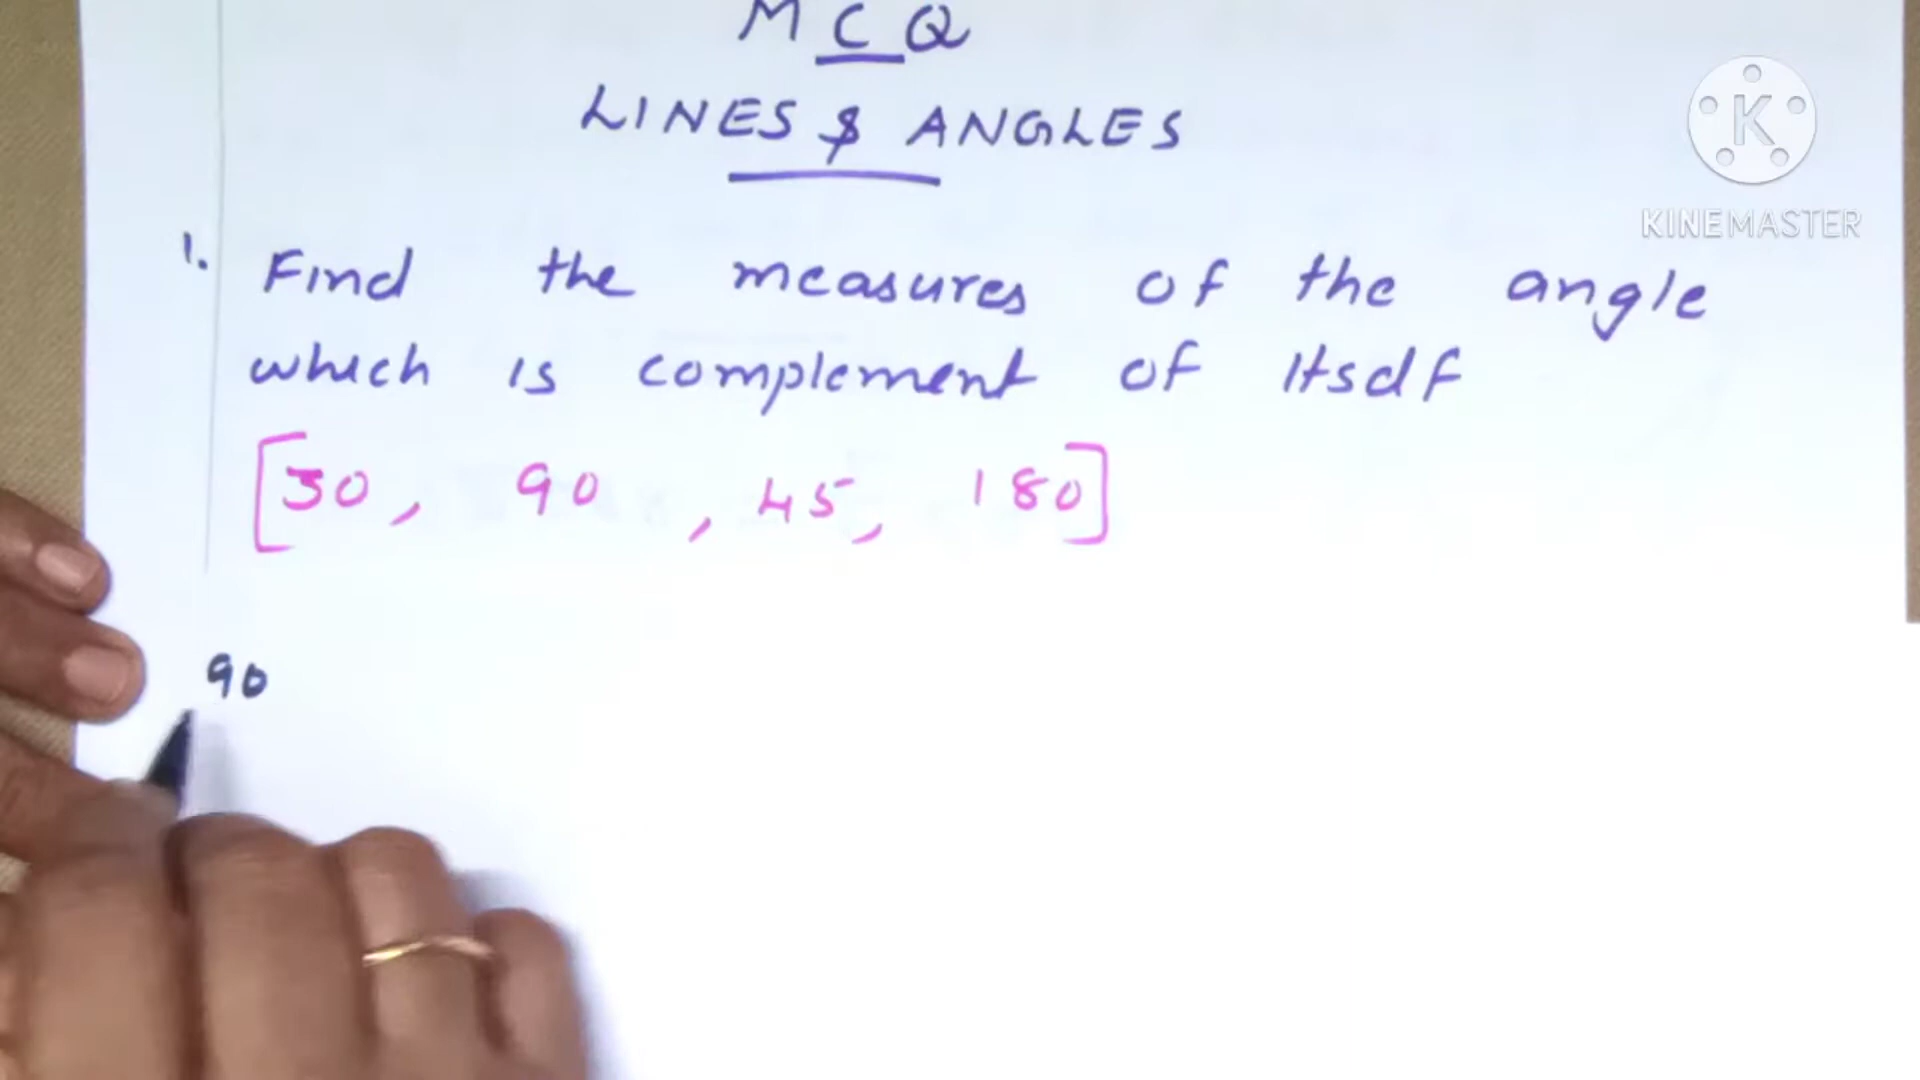 MCQ
LINES & ANGLES
K
KINEMASTER
1. Find the measures of the angle
which is complement of itself
[30, 90, 45, 180]
90